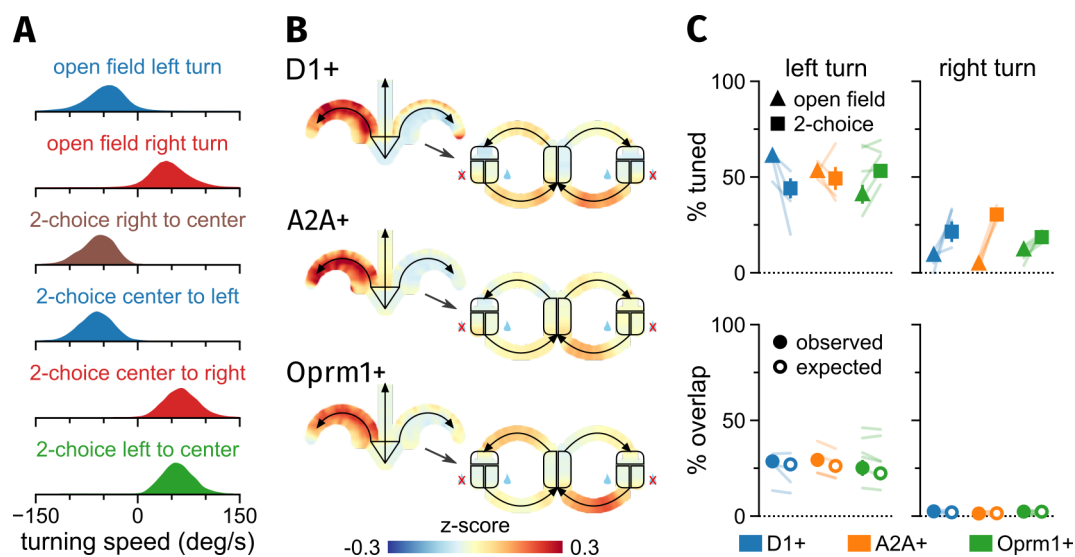 A
open field left turn
open field right turn
2-choice right to center
2-choice center to left
2-choice center to right
2-choice left to center
−150 0 150
turning speed (deg/s)
B
D1+
A2A+
Oprm1+
z-score
-0.3 0.3
C
left turn right turn
open field
2-choice
100
50
0
% tuned
observed
expected
100
50
0
% overlap
D1+ A2A+ Oprm1+